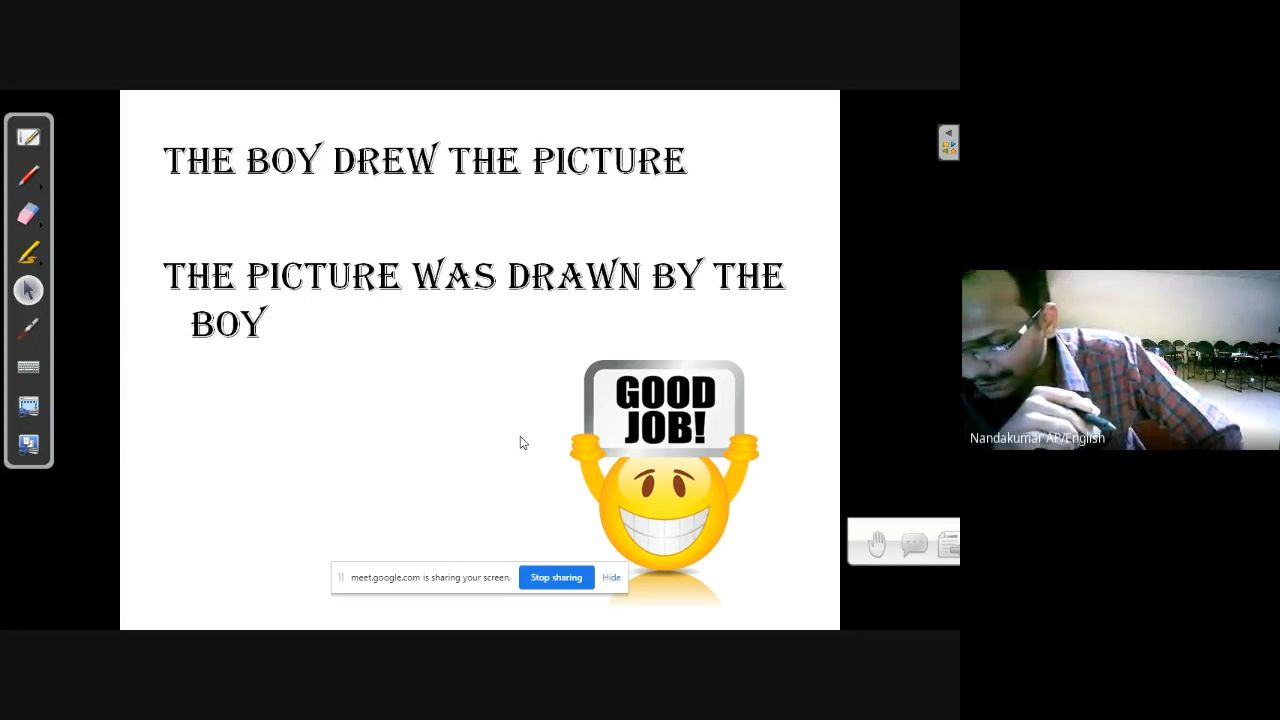 THE BOY DREW THE PICTURE
THE PICTURE WAS DRAWN BY THE
BOY
GOOD
JOB!
meet.google.com is sharing your screen.
Stop sharing
Hide
Nandakumar AP/English